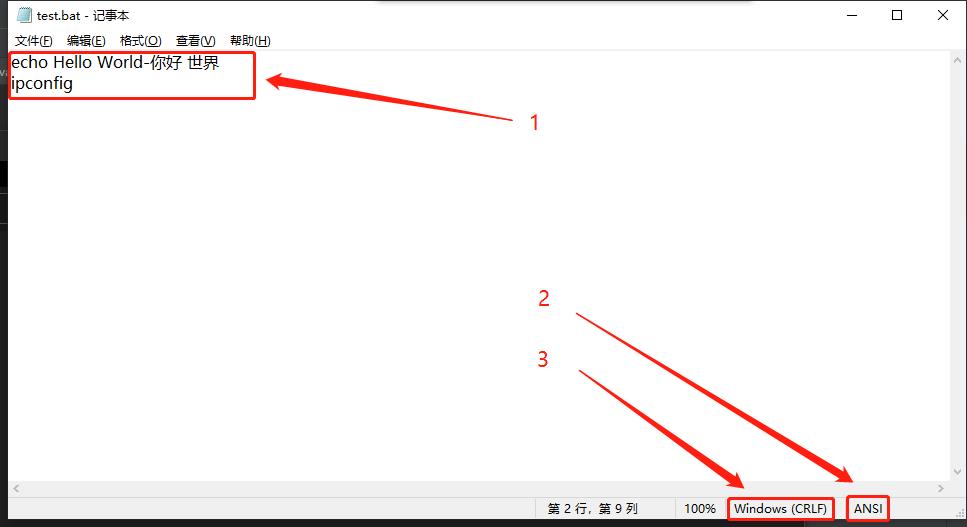 test.bat - 记事本
文件(F) 编辑(E) 格式(O) 查看(V) 帮助(H)
echo Hello World-你好 世界
ipconfig
1
2
3
第 2 行，第 9 列 100% Windows (CRLF) ANSI